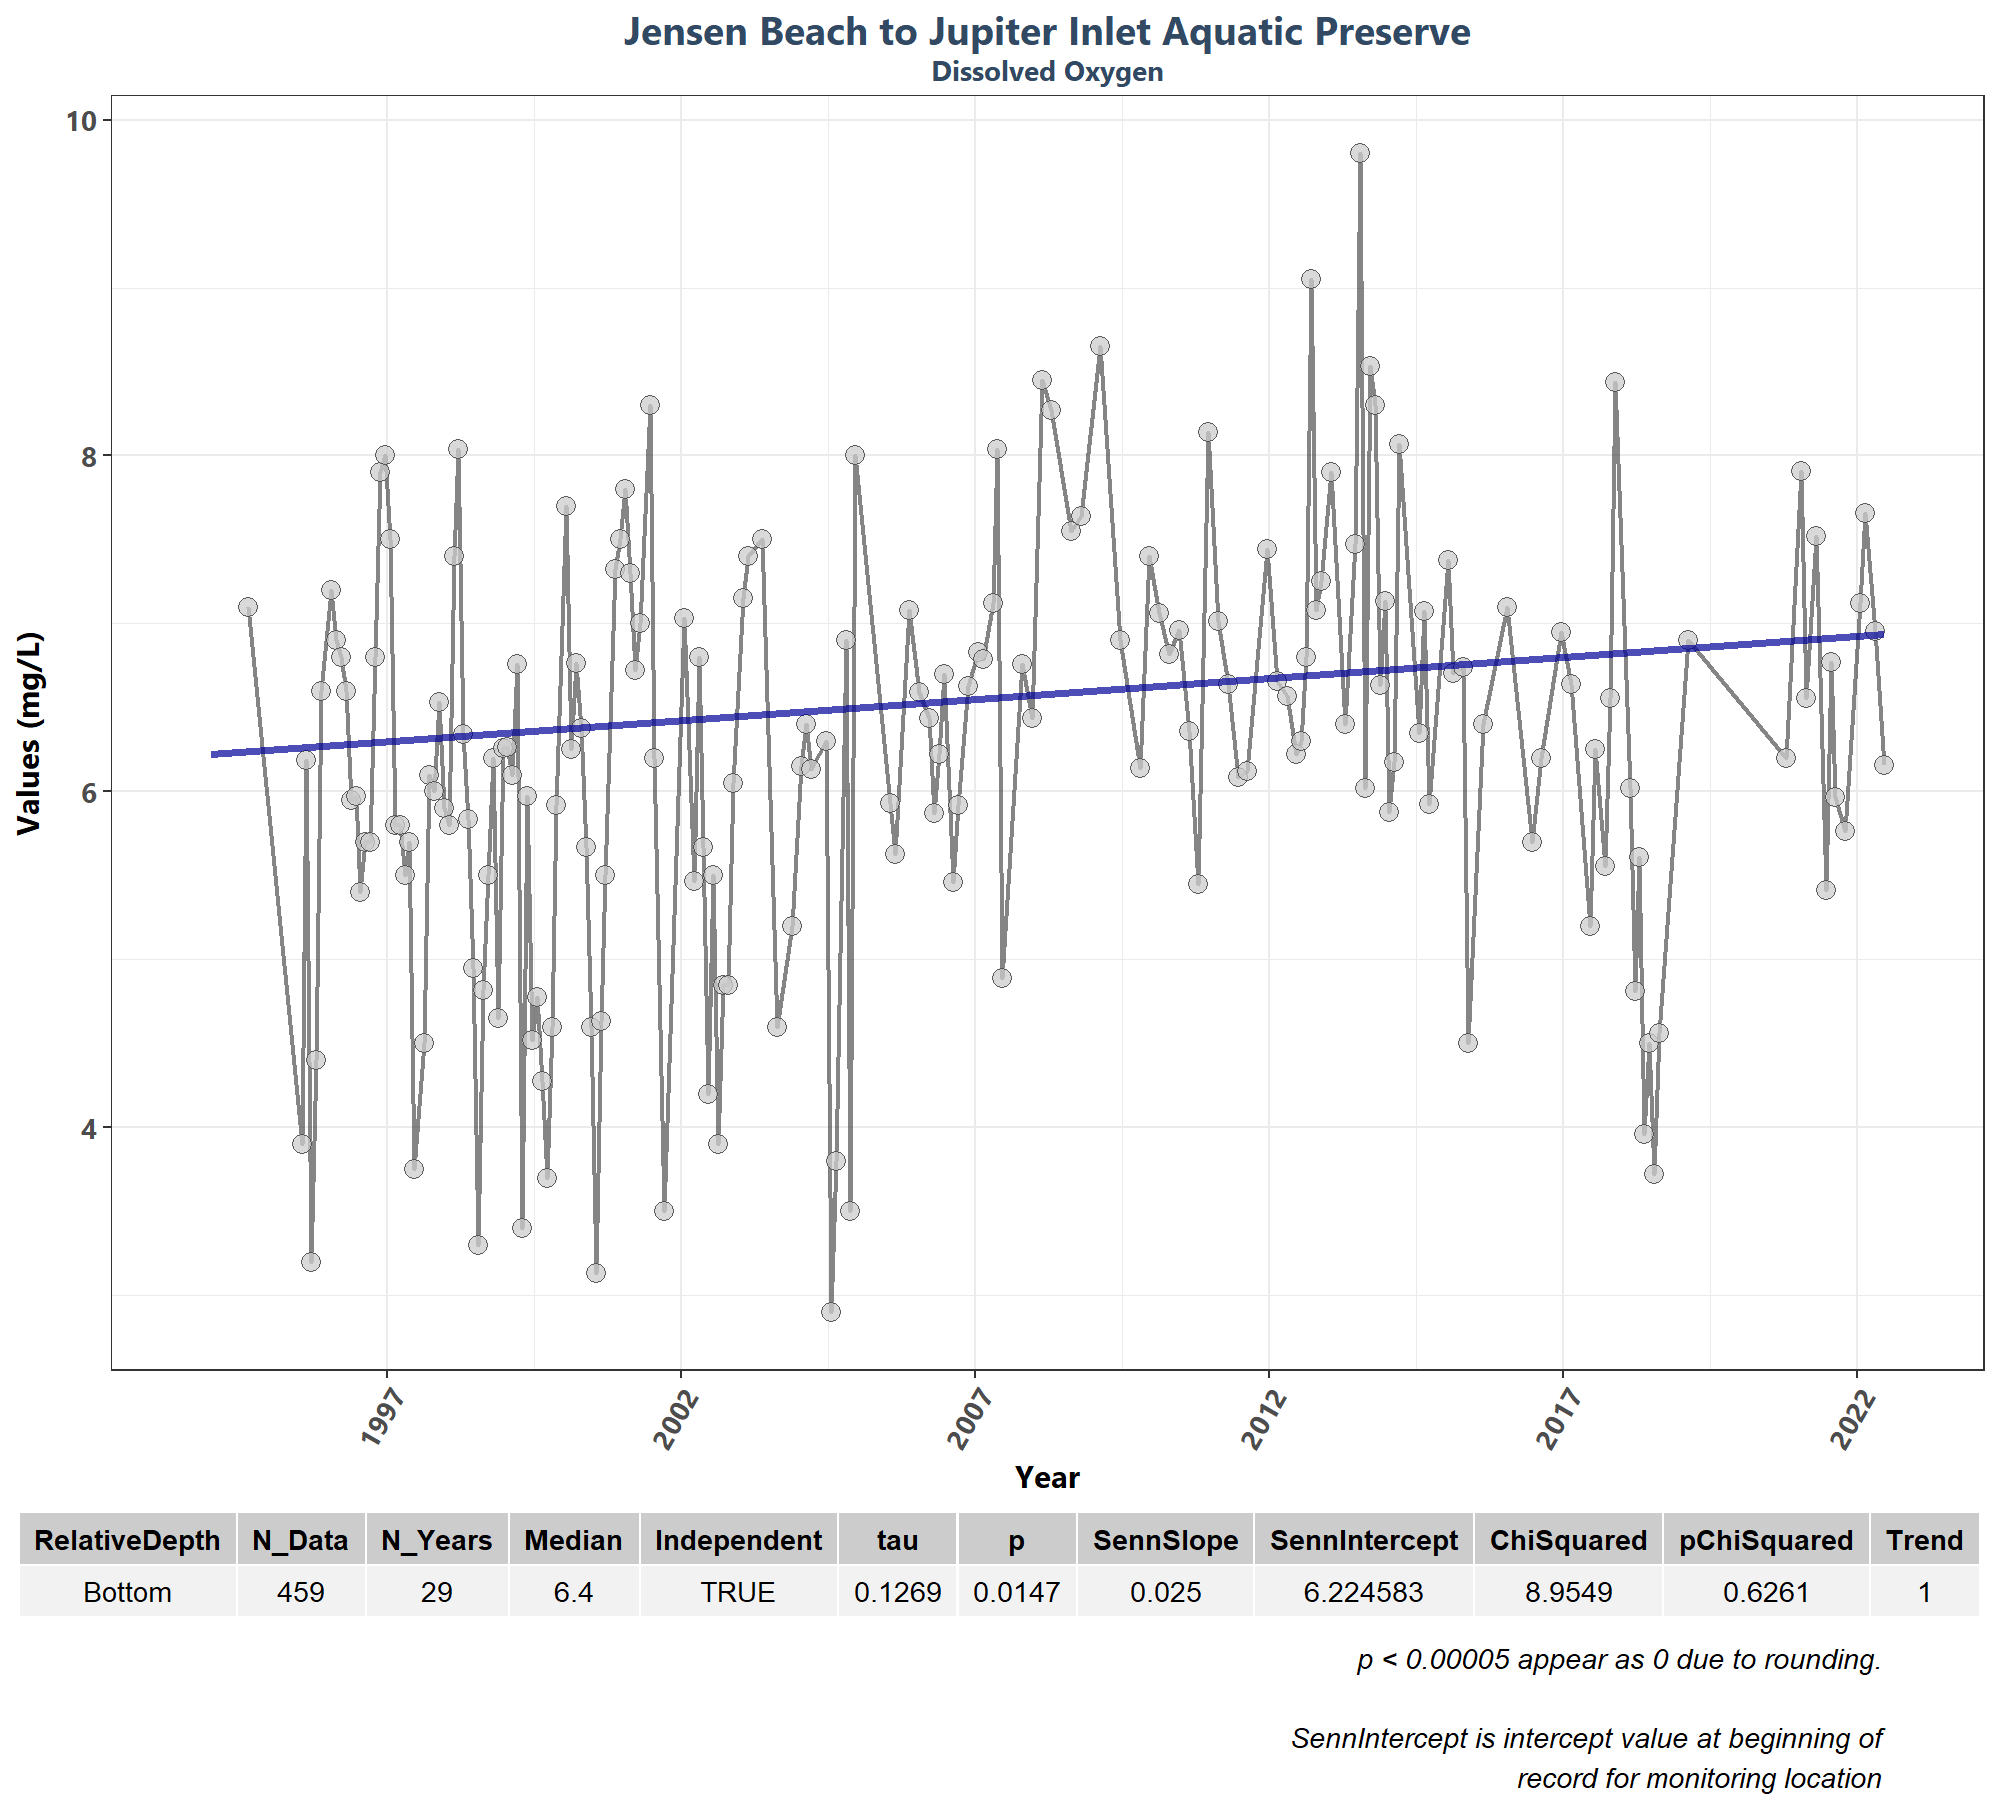 Jensen Beach to Jupiter Inlet Aquatic Preserve
Dissolved Oxygen
Values (mg/L)
10
8
6
4
1997 2002 2007 2012 2017 2022
Year
RelativeDepth N_Data N_Years Median Independent tau p SennSlope SennIntercept ChiSquared pChiSquared Trend
Bottom 459 29 6.4 TRUE 0.1269 0.0147 0.025 6.224583 8.9549 0.6261 1
p < 0.00005 appear as 0 due to rounding.
SennIntercept is intercept value at beginning of
record for monitoring location